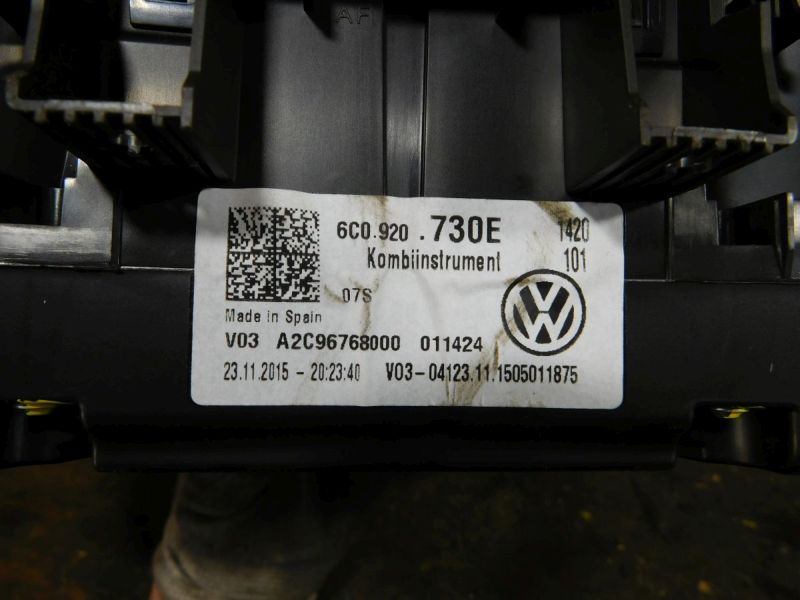 AF
6C0.920 .730E 1420
Kombiinstrument 101
07S
Made in Spain
V03 A2C96768000 011424
23.11.2015 - 20:23:40 V03-04123.11.1505011875